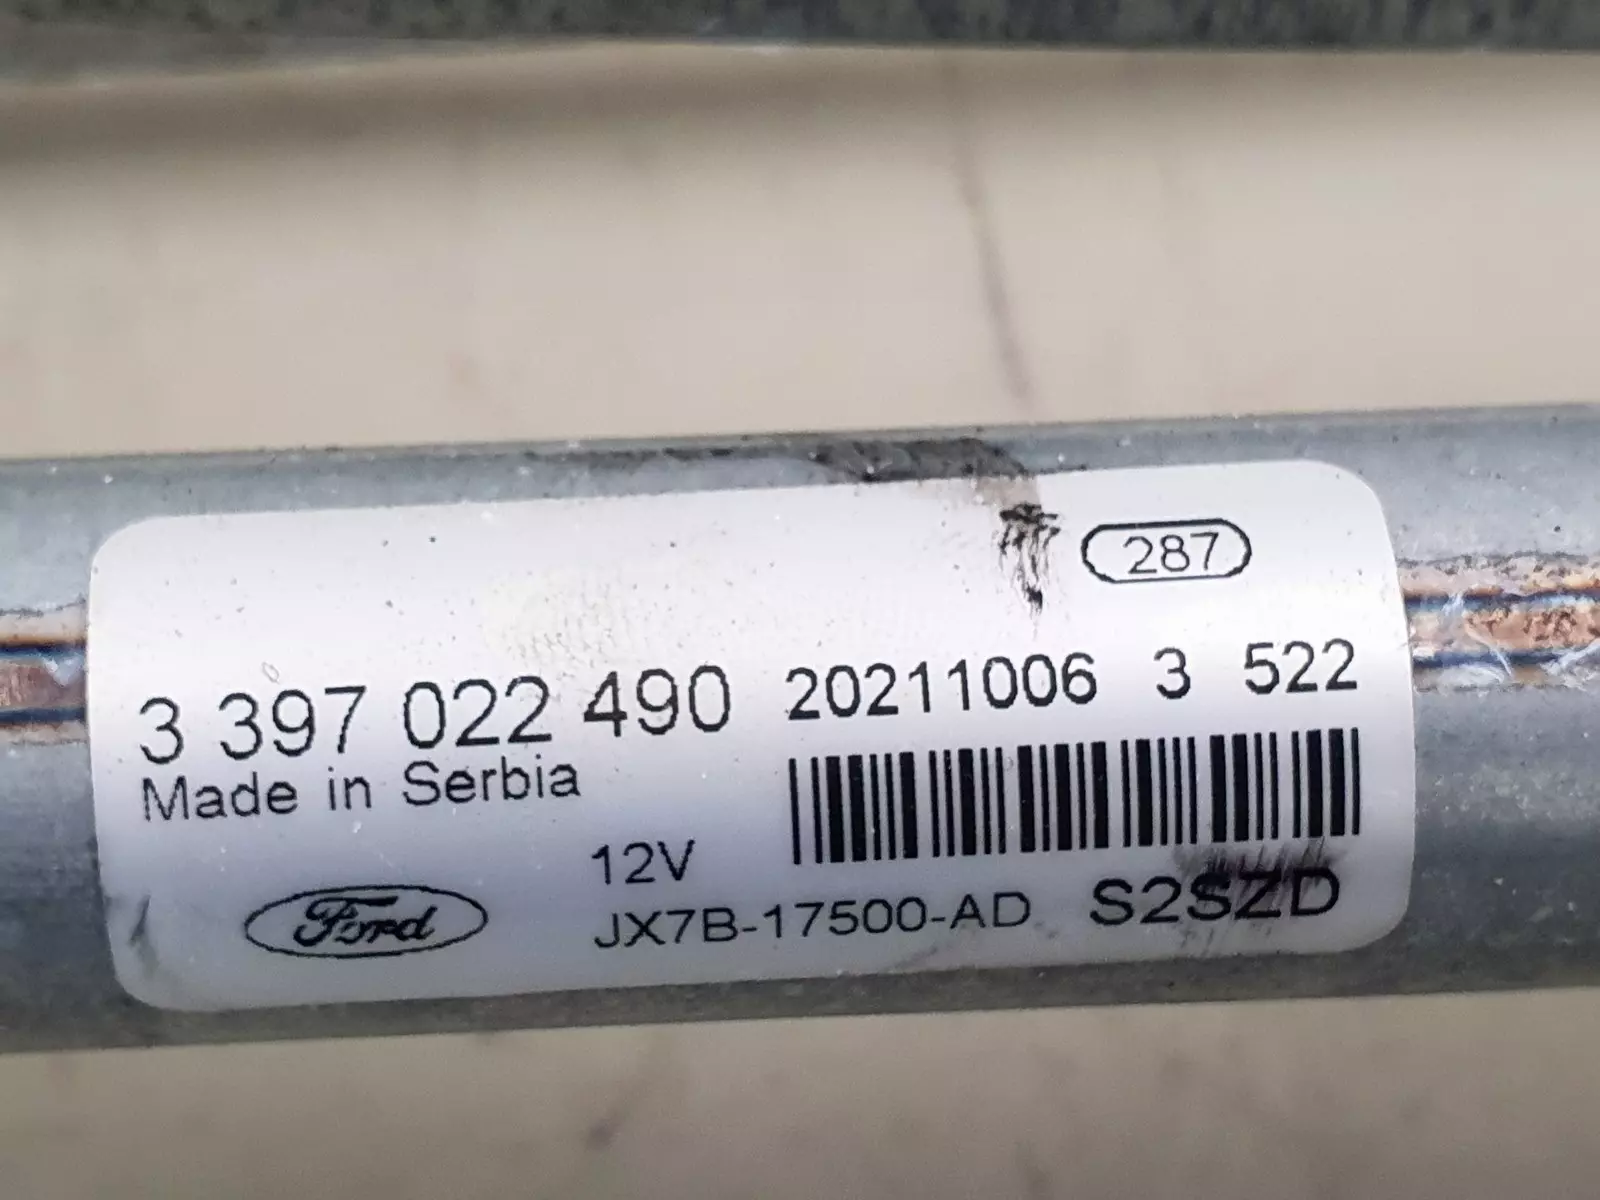 287
3 397 022 490 20211006 3 522
Made in Serbia
12V
Ford JX7B-17500-AD S2SZD